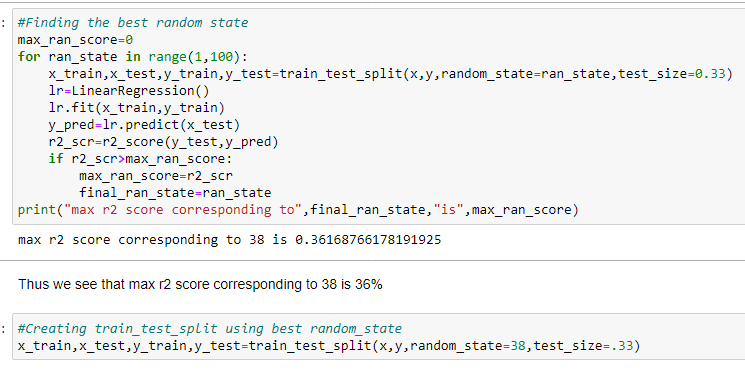 : #Finding the best random state
max_ran_score=0
for ran_state in range(1,100):
    x_train,x_test,y_train,y_test=train_test_split(x,y,random_state=ran_state,test_size=0.33)
    lr=LinearRegression()
    lr.fit(x_train,y_train)
    y_pred=lr.predict(x_test)
    r2_scr=r2_score(y_test,y_pred)
    if r2_scr>max_ran_score:
        max_ran_score=r2_scr
        final_ran_state=ran_state
print("max r2 score corresponding to",final_ran_state,"is",max_ran_score)
max r2 score corresponding to 38 is 0.36168766178191925
Thus we see that max r2 score corresponding to 38 is 36%
: #Creating train_test_split using best random_state
x_train,x_test,y_train,y_test=train_test_split(x,y,random_state=38,test_size=.33)